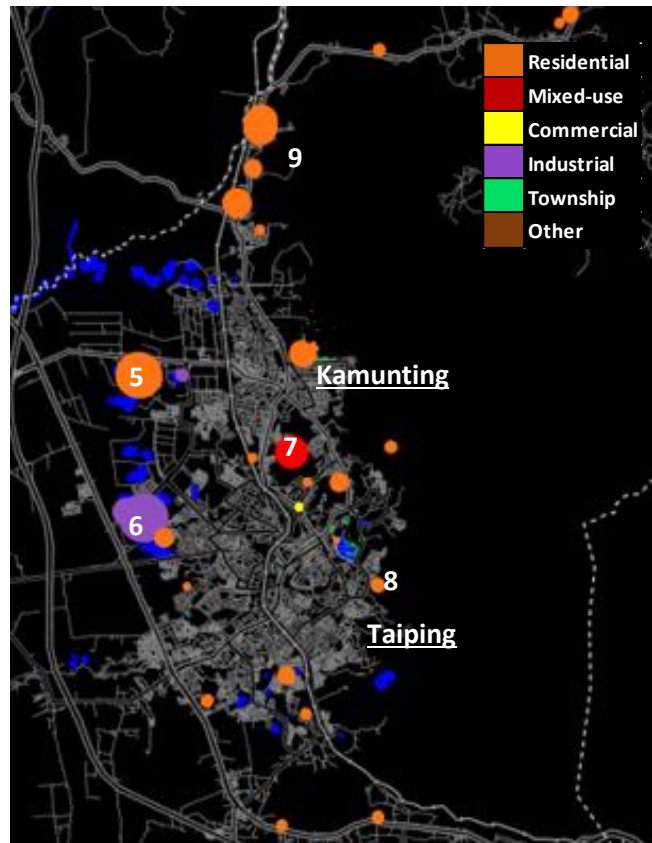 Residential
Mixed-use
Commercial
Industrial
Township
Other
9
5
Kamunting
7
6
8
Taiping